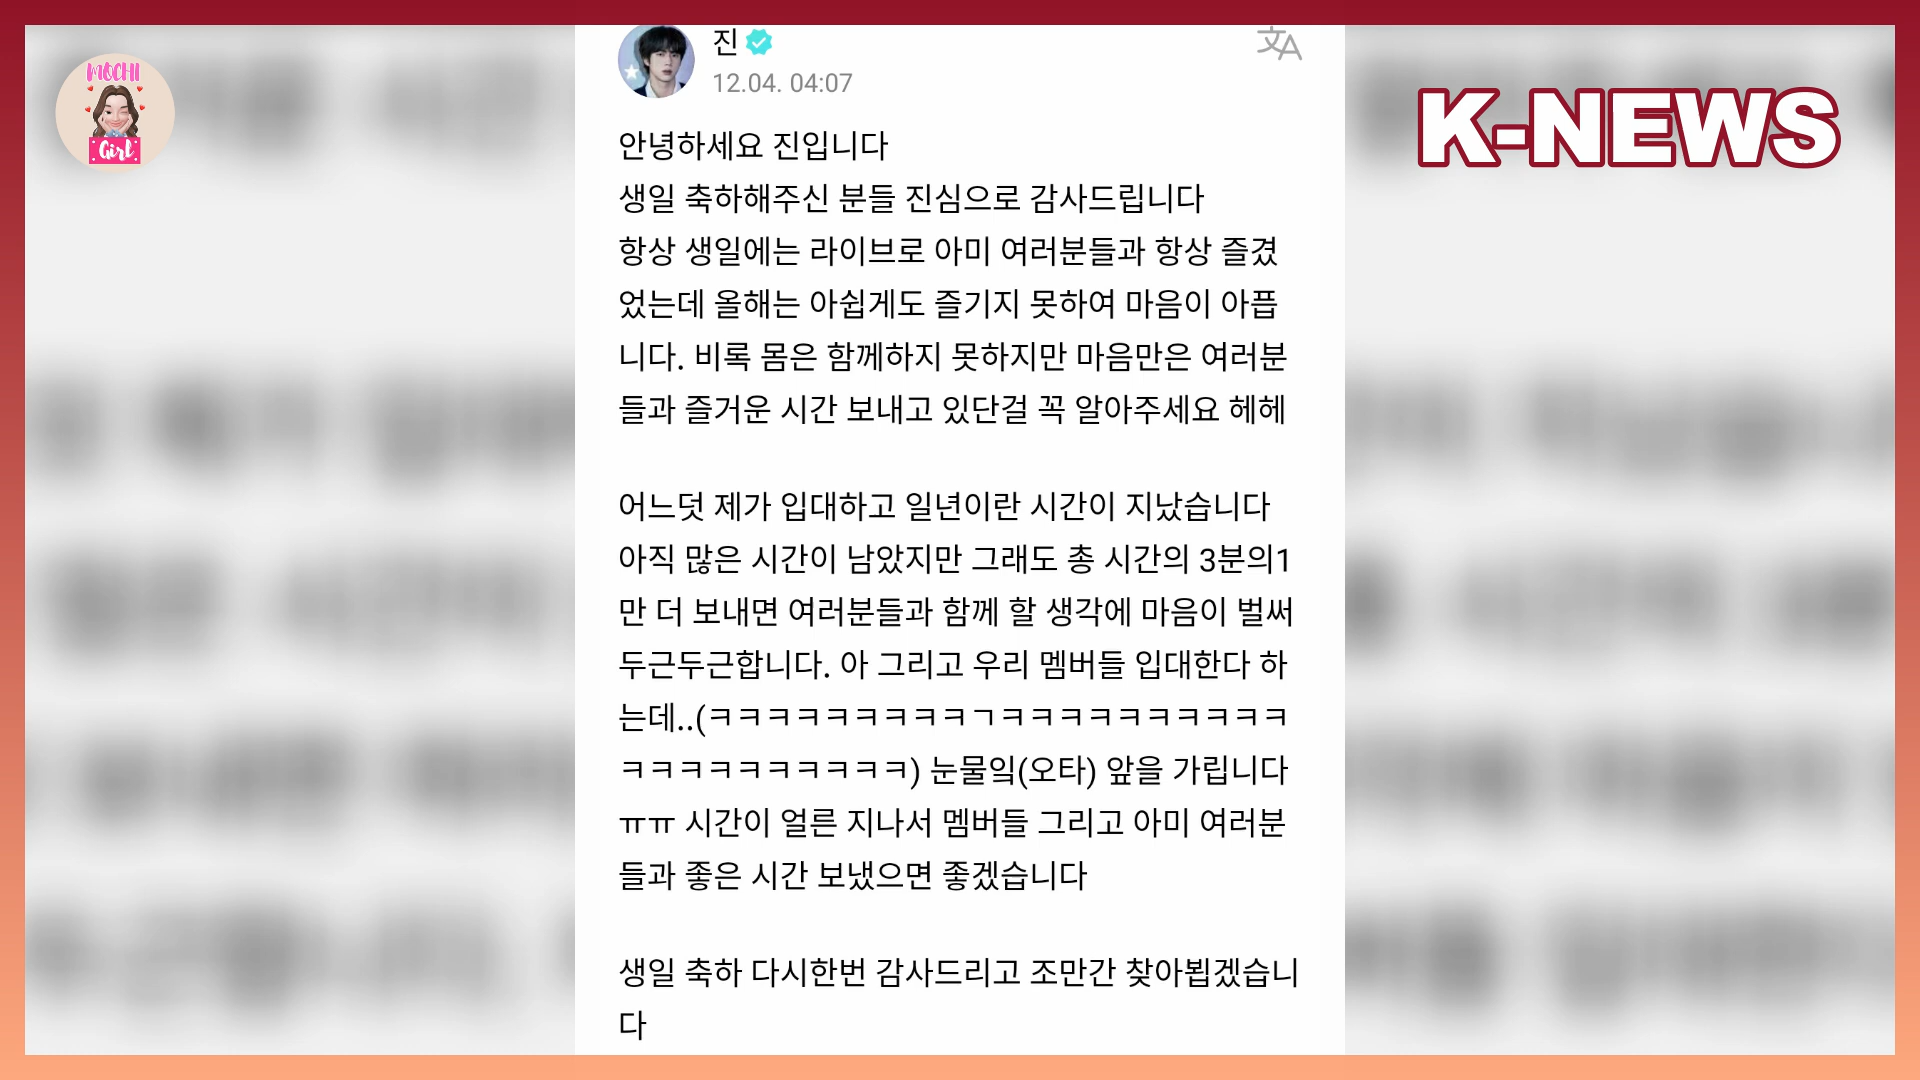 MOCHI
Girl
K-NEWS
진
12.04. 04:07
안녕하세요 진입니다
생일 축하해주신 분들 진심으로 감사드립니다
항상 생일에는 라이브로 아미 여러분들과 항상 즐겼
었는데 올해는 아쉽게도 즐기지 못하여 마음이 아픕
니다. 비록 몸은 함께하지 못하지만 마음만은 여러분
들과 즐거운 시간 보내고 있단걸 꼭 알아주세요 헤헤
어느덧 제가 입대하고 일년이란 시간이 지났습니다
아직 많은 시간이 남았지만 그래도 총 시간의 3분의1
만 더 보내면 여러분들과 함께 할 생각에 마음이 벌써
두근두근합니다. 아 그리고 우리 멤버들 입대한다 하
는데..(ㅋㅋㅋㅋㅋㅋㅋㅋㅋㄱㅋㅋㅋㅋㅋㅋㅋㅋㅋㅋ
ㅋㅋㅋㅋㅋㅋㅋㅋㅋㅋ) 눈물잌(오타) 앞을 가립니다
ㅠㅠ 시간이 얼른 지나서 멤버들 그리고 아미 여러분
들과 좋은 시간 보냈으면 좋겠습니다
생일 축하 다시한번 감사드리고 조만간 찾아뵙겠습니
다